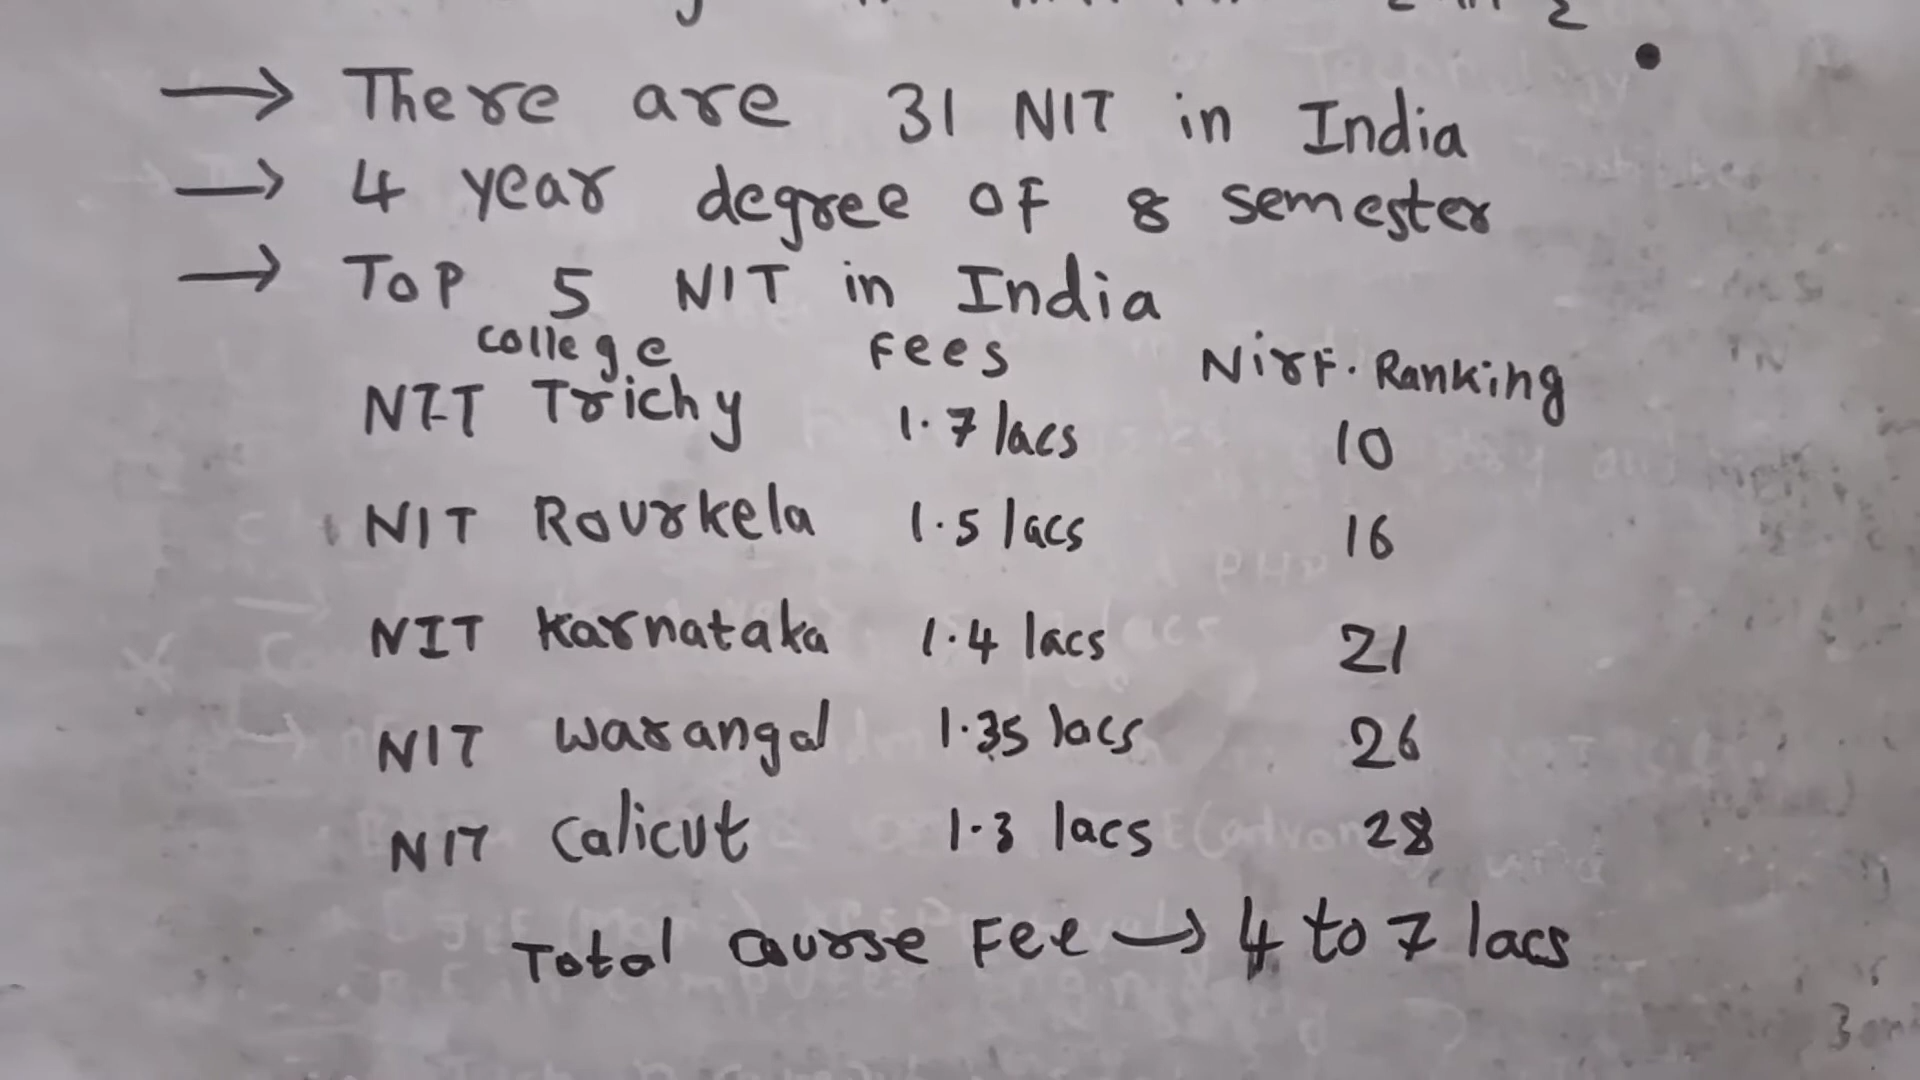 → There are 31 NIT in India
→ 4 year degree of 8 semester
→ Top 5 NIT in India
college Fees Nirf. Ranking
NIT Trichy 1.7 lacs 10
NIT Rourkela 1.5 lacs 16
NIT Karnataka 1.4 lacs 21
NIT Warangal 1.35 lacs 26
NIT Calicut 1.3 lacs 28
Total Course Fee → 4 to 7 lacs